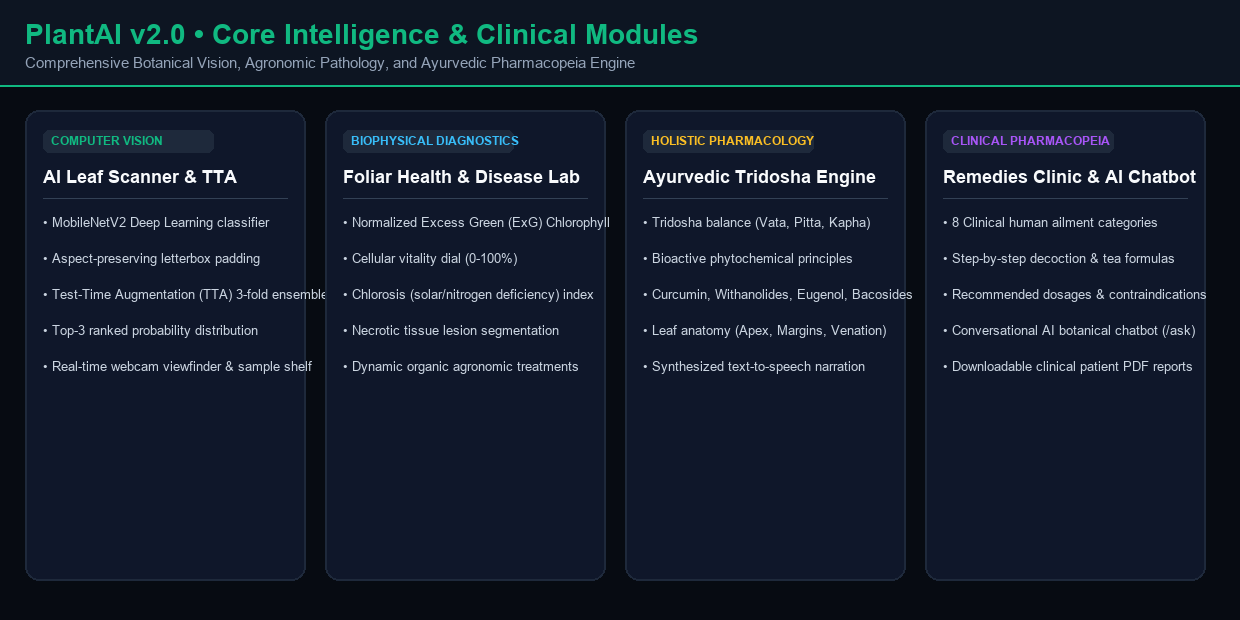 PlantAI v2.0 • Core Intelligence & Clinical Modules
Comprehensive Botanical Vision, Agronomic Pathology, and Ayurvedic Pharmacopeia Engine
COMPUTER VISION
AI Leaf Scanner & TTA
• MobileNetV2 Deep Learning classifier
• Aspect-preserving letterbox padding
• Test-Time Augmentation (TTA) 3-fold ensemble
• Top-3 ranked probability distribution
• Real-time webcam viewfinder & sample shelf
BIOPHYSICAL DIAGNOSTICS
Foliar Health & Disease Lab
• Normalized Excess Green (ExG) Chlorophyll
• Cellular vitality dial (0-100%)
• Chlorosis (solar/nitrogen deficiency) index
• Necrotic tissue lesion segmentation
• Dynamic organic agronomic treatments
HOLISTIC PHARMACOLOGY
Ayurvedic Tridosha Engine
• Tridosha balance (Vata, Pitta, Kapha)
• Bioactive phytochemical principles
• Curcumin, Withanolides, Eugenol, Bacosides
• Leaf anatomy (Apex, Margins, Venation)
• Synthesized text-to-speech narration
CLINICAL PHARMACOPEIA
Remedies Clinic & AI Chatbot
• 8 Clinical human ailment categories
• Step-by-step decoction & tea formulas
• Recommended dosages & contraindications
• Conversational AI botanical chatbot (/ask)
• Downloadable clinical patient PDF reports